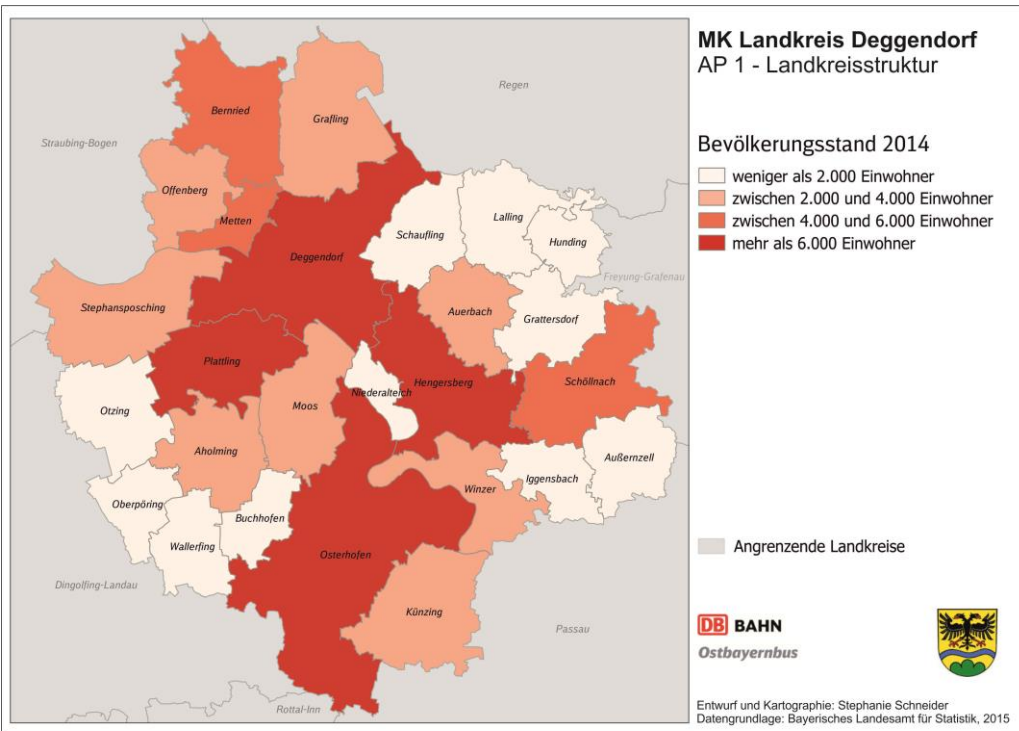 MK Landkreis Deggendorf
AP 1 - Landkreisstruktur
Bevölkerungsstand 2014
weniger als 2.000 Einwohner
zwischen 2.000 und 4.000 Einwohner
zwischen 4.000 und 6.000 Einwohner
mehr als 6.000 Einwohner
Angrenzende Landkreise
DB BAHN
Ostbayernbus
Entwurf und Kartographie: Stephanie Schneider
Datengrundlage: Bayerisches Landesamt für Statistik, 2015
Regen
Bernried
Grafling
Straubing-Bogen
Offenberg
Metten
Lalling
Schaufling
Hunding
Deggendorf
Freyung-Grafenau
Stephansposching
Auerbach
Grattersdorf
Plattling
Hengersberg
Schöllnach
Niederalteich
Otzing
Moos
Aholming
Außernzell
Iggensbach
Winzer
Oberpöring
Buchhofen
Wallerfing
Osterhofen
Dingolfing-Landau
Künzing
Passau
Rottal-Inn